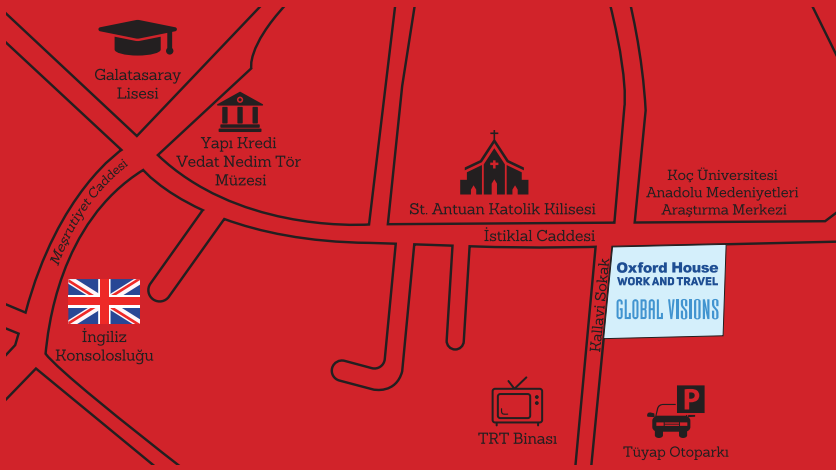 Galatasaray
Lisesi
Yapı Kredi
Vedat Nedim Tör
Müzesi
Meşrutiyet Caddesi
St. Antuan Katolik Kilisesi
Koç Üniversitesi
Anadolu Medeniyetleri
Araştırma Merkezi
İstiklal Caddesi
Kallavi Sokak
Oxford House
WORK AND TRAVEL
GLOBAL VISIONS
İngiliz
Konsolosluğu
TRT Binası
P
Tüyap Otoparkı